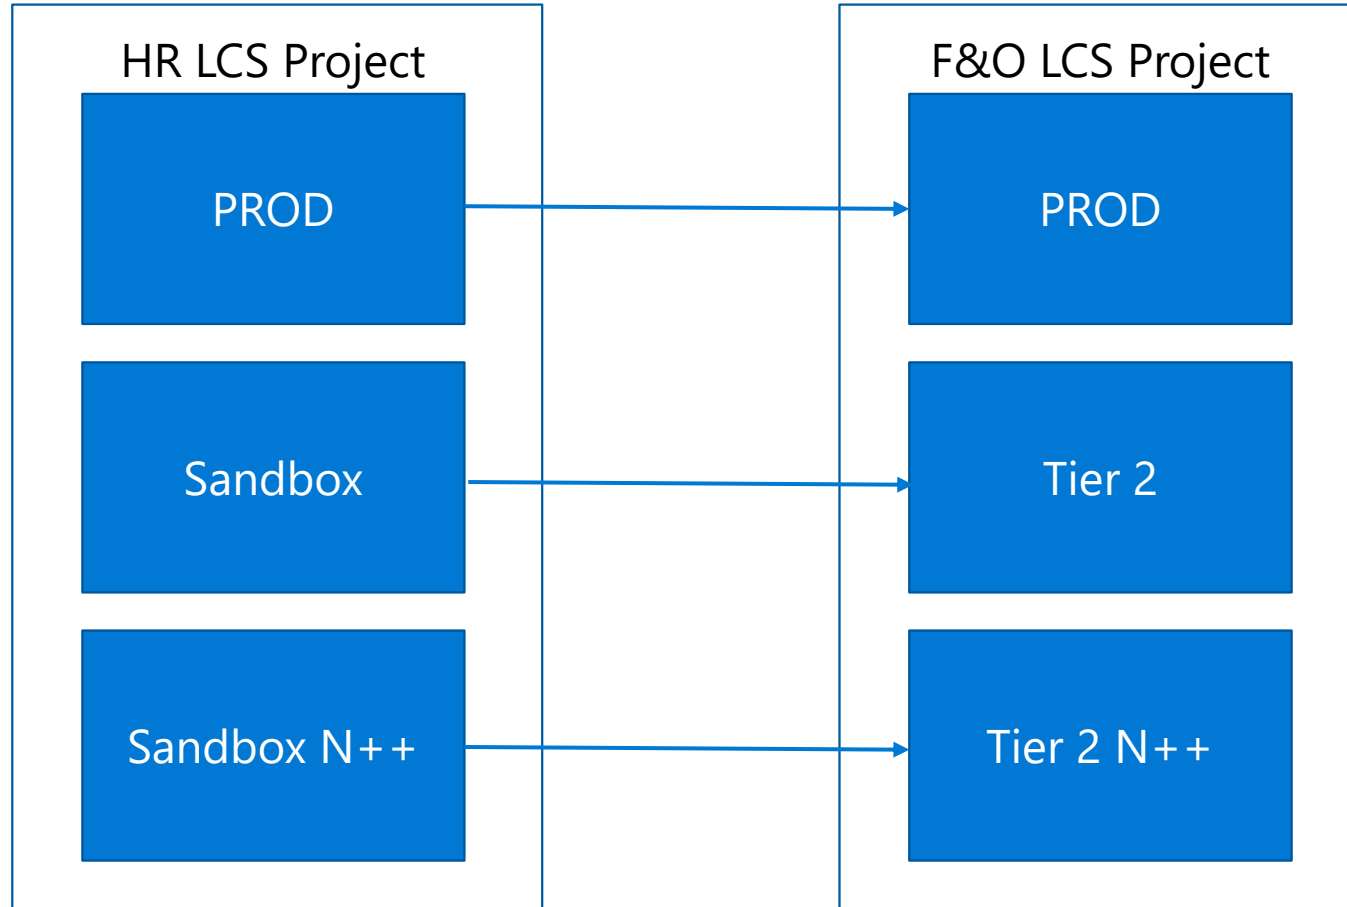 HR LCS Project
F&O LCS Project
PROD
PROD
Sandbox
Tier 2
Sandbox N++
Tier 2 N++